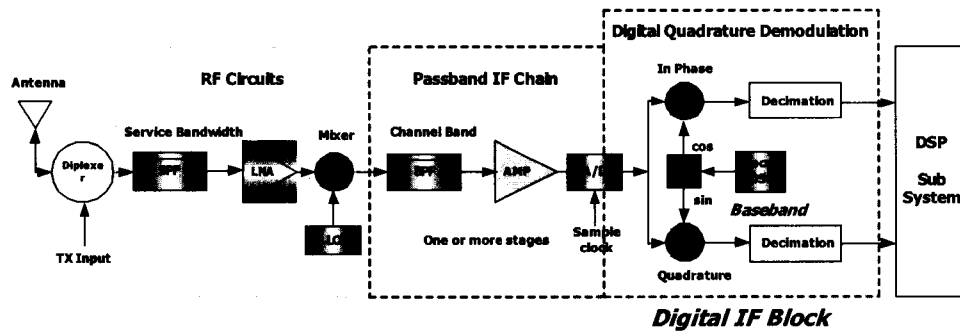 Digital Quadrature Demodulation
RF Circuits
Passband IF Chain
In Phase
Antenna
Decimation
Service Bandwidth
Mixer
Channel Band
cos
DSP
Diplexe
r
BPF
LNA
BPF
AMP
A/D
Sub
System
sin
Baseband
LO
Sample
clock
One or more stages
Decimation
TX Input
Quadrature
Digital IF Block